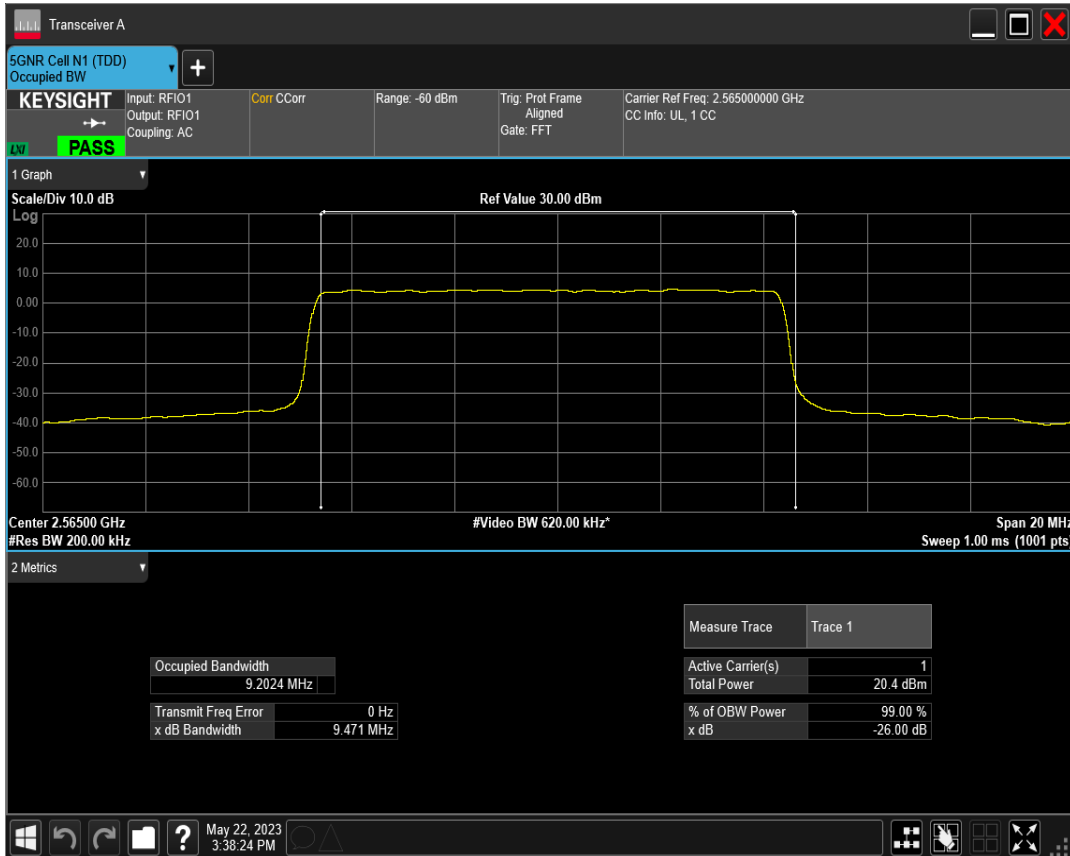 Transceiver A
5GNR Cell N1 (TDD)
Occupied BW
+
KEYSIGHT
LXI
PASS
Input: RFIO1
Output: RFIO1
Coupling: AC
Corr CCorr
Range: -60 dBm
Trig: Prot Frame
Aligned
Gate: FFT
Carrier Ref Freq: 2.565000000 GHz
CC Info: UL, 1 CC
1 Graph
Scale/Div 10.0 dB
Ref Value 30.00 dBm
Log
20.0
10.0
0.00
-10.0
-20.0
-30.0
-40.0
-50.0
-60.0
Center 2.56500 GHz
#Video BW 620.00 kHz*
Span 20 MHz
#Res BW 200.00 kHz
Sweep 1.00 ms (1001 pts)
2 Metrics
Measure Trace Trace 1
Occupied Bandwidth
9.2024 MHz
Active Carrier(s) 1
Total Power 20.4 dBm
Transmit Freq Error 0 Hz
x dB Bandwidth 9.471 MHz
% of OBW Power 99.00 %
x dB -26.00 dB
?
May 22, 2023
3:38:24 PM